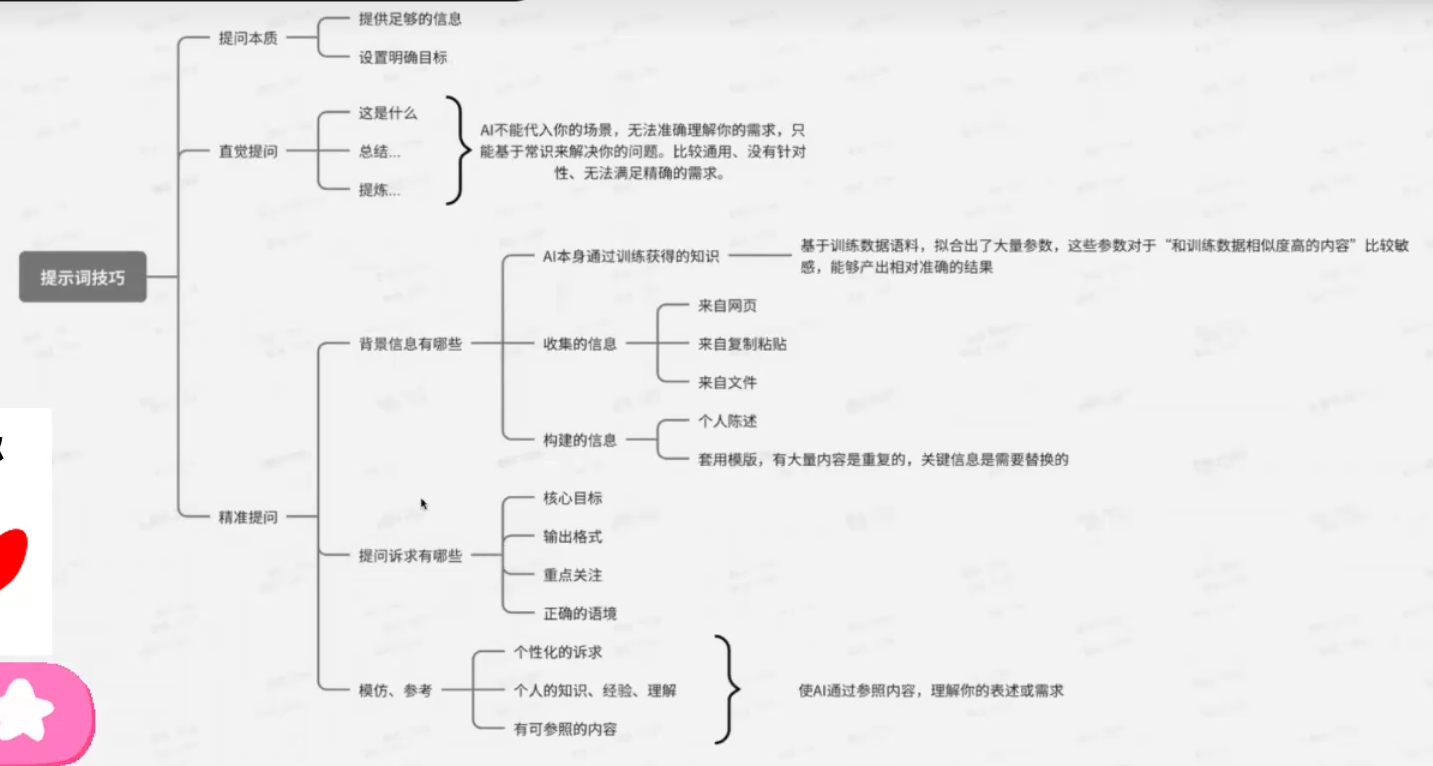 提供足够的信息
提问本质
设置明确目标
这是什么
直觉提问
总结...
提炼...
AI不能代入你的场景，无法准确理解你的需求，只
能基于常识来解决你的问题。比较通用、没有针对
性、无法满足精确的需求。
提示词技巧
AI本身通过训练获得的知识
基于训练数据语料，拟合出了大量参数，这些参数对于“和训练数据相似度高的内容”比较敏
感，能够产出相对准确的结果
背景信息有哪些
收集的信息
来自网页
来自复制粘贴
来自文件
构建的信息
个人陈述
套用模版，有大量内容是重复的，关键信息是需要替换的
精准提问
提问诉求有哪些
核心目标
输出格式
重点关注
正确的语境
模仿、参考
个性化的诉求
个人的知识、经验、理解
有可参照的内容
使AI通过参照内容，理解你的表述或需求